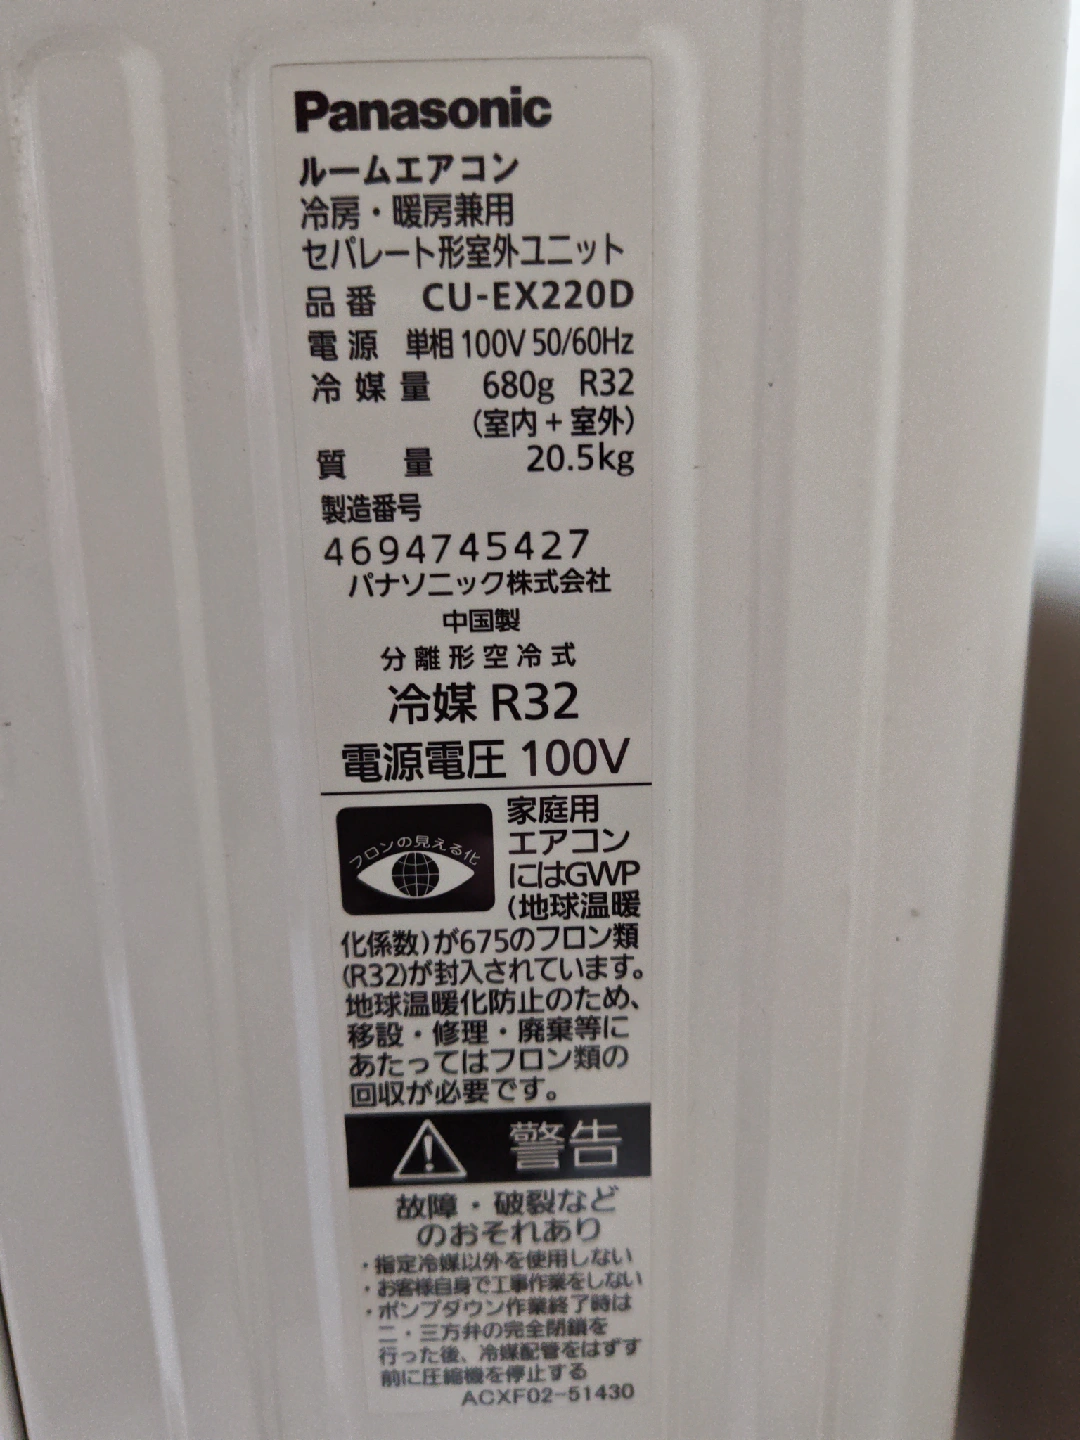 Panasonic
ルームエアコン
冷房・暖房兼用
セパレート形室外ユニット
品番 CU-EX220D
電源 単相100V 50/60Hz
冷媒量 680g R32
(室内+室外)
質量 20.5kg
製造番号
4694745427
パナソニック株式会社
中国製
分離形空冷式
冷媒 R32
電源電圧 100V
フロンの見える化
家庭用
エアコン
にはGWP
(地球温暖
化係数)が675のフロン類
(R32)が封入されています。
地球温暖化防止のため、
移設・修理・廃棄等に
あたってはフロン類の
回収が必要です。
警告
故障・破裂など
のおそれあり
・指定冷媒以外を使用しない
・お客様自身で工事作業をしない
・ポンプダウン作業終了時は
二・三方弁の完全閉鎖を
行った後、冷媒配管をはずす
前に圧縮機を停止する
ACXF02-51430